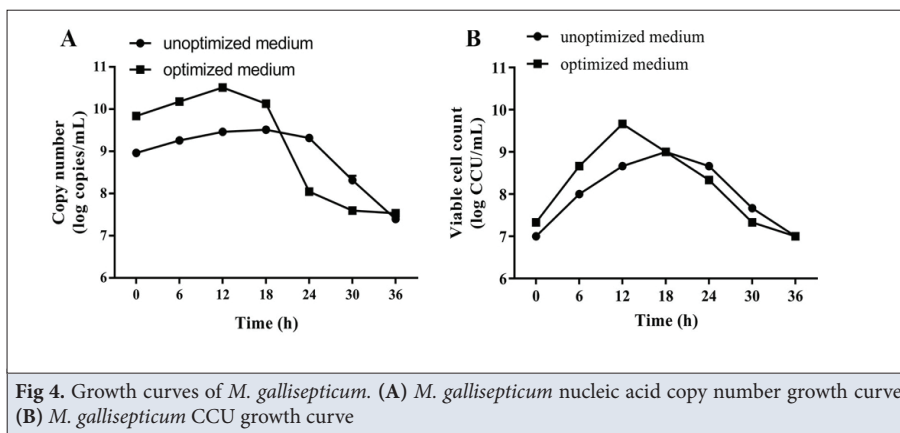 A
unoptimized medium
optimized medium
11
10
9
8
7
6
Copy number
(log copies/mL)
0 6 12 18 24 30 36
Time (h)
B
unoptimized medium
optimized medium
11
10
9
8
7
6
Viable cell count
(log CCU/mL)
0 6 12 18 24 30 36
Time (h)
Fig 4. Growth curves of M. gallisepticum. (A) M. gallisepticum nucleic acid copy number growth curve
(B) M. gallisepticum CCU growth curve